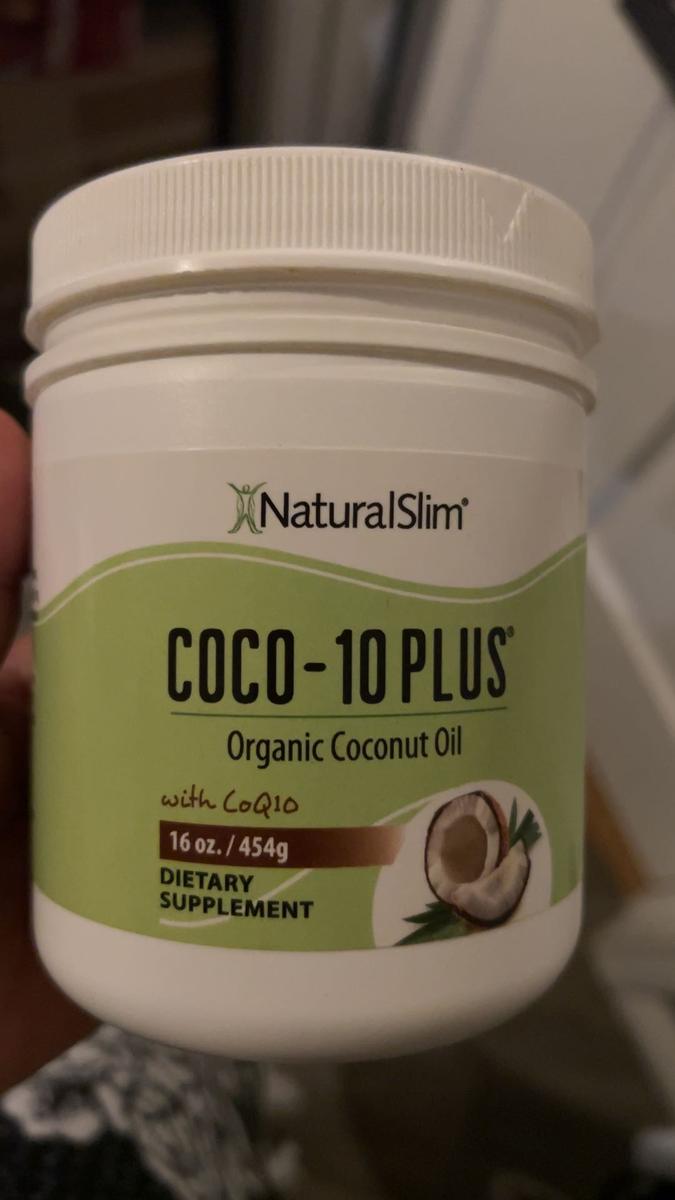 NaturalSlim®
COCO-10 PLUS®
Organic Coconut Oil
with CoQ10
16 oz. / 454g
DIETARY
SUPPLEMENT